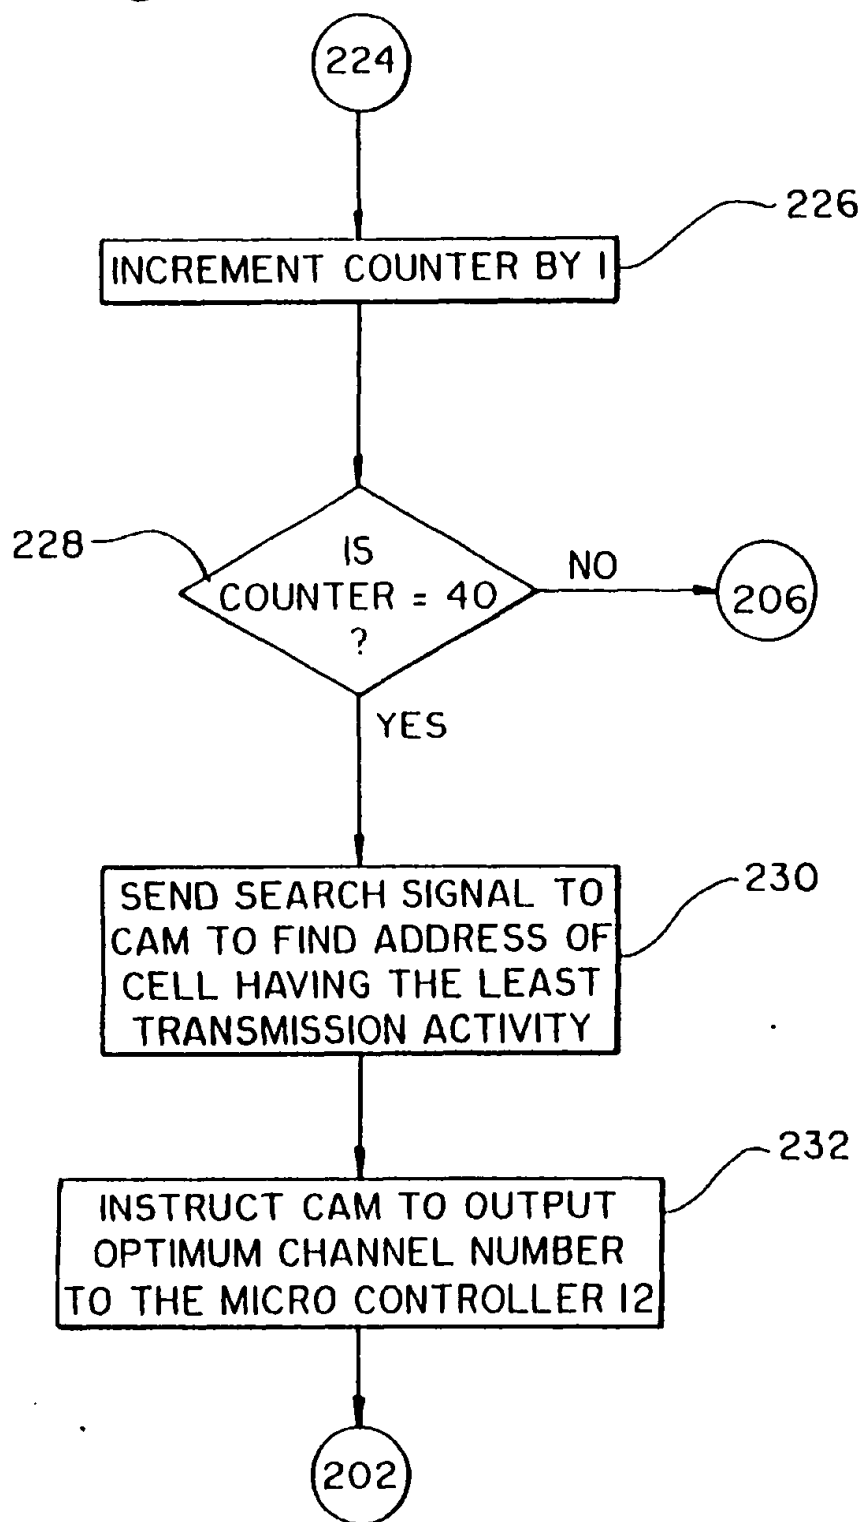 224
226
INCREMENT COUNTER BY 1
228
IS
COUNTER = 40
?
NO
206
YES
230
SEND SEARCH SIGNAL TO
CAM TO FIND ADDRESS OF
CELL HAVING THE LEAST
TRANSMISSION ACTIVITY
232
INSTRUCT CAM TO OUTPUT
OPTIMUM CHANNEL NUMBER
TO THE MICRO CONTROLLER 12
202